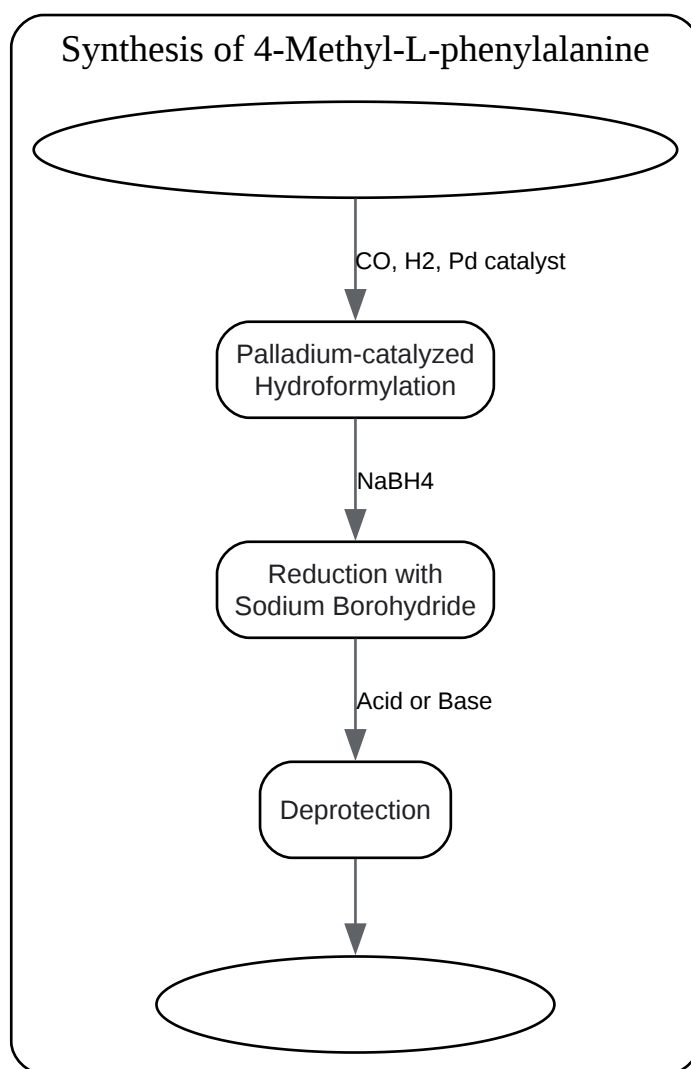 Synthesis of 4-Methyl-L-phenylalanine
CO, H2, Pd catalyst
Palladium-catalyzed
Hydroformylation
NaBH4
Reduction with
Sodium Borohydride
Acid or Base
Deprotection